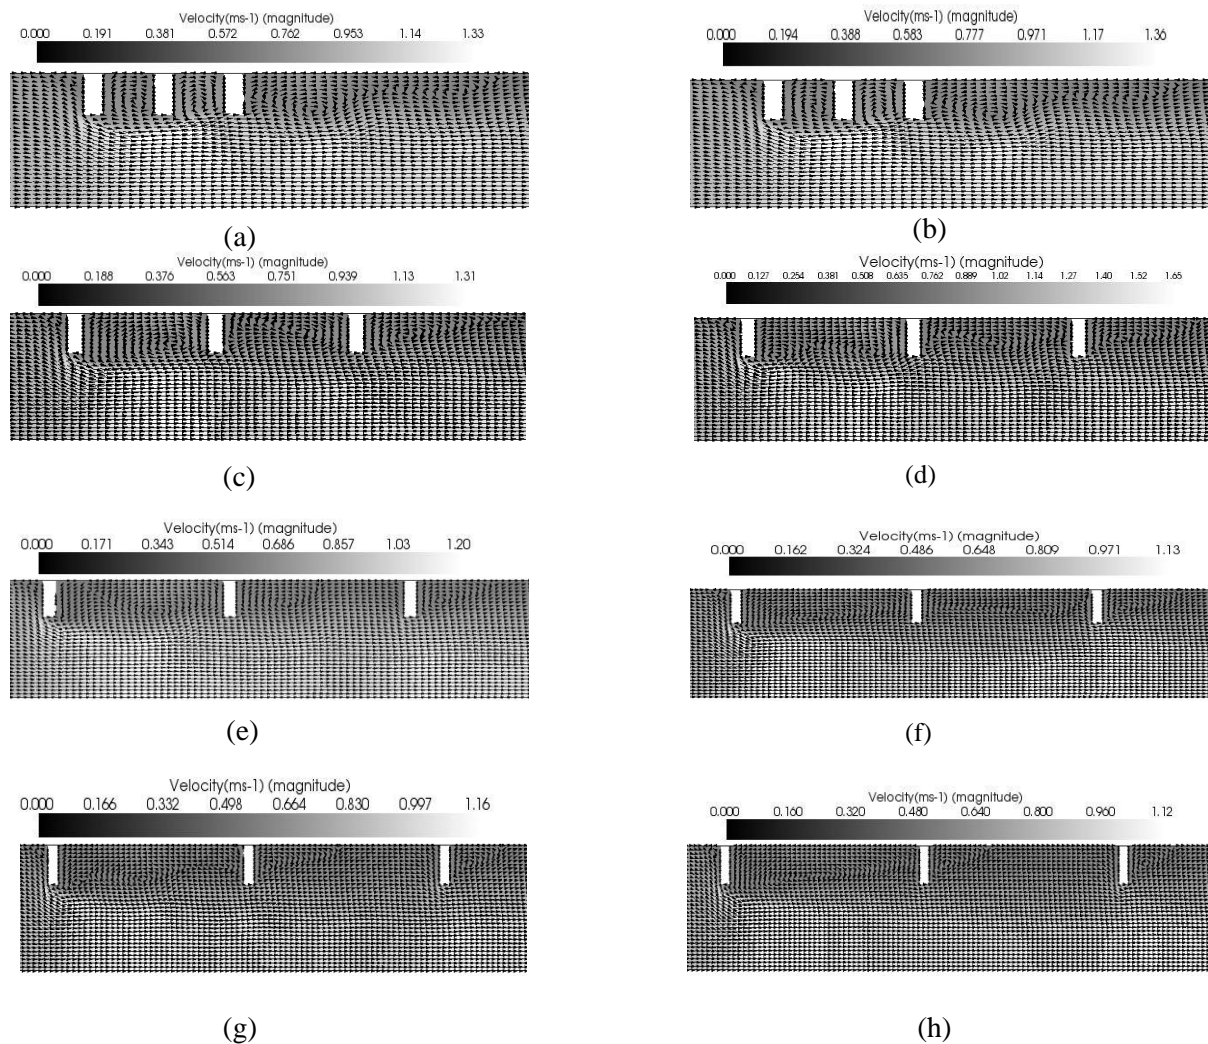 Velocity(ms-1) (magnitude)
0.000 0.191 0.381 0.572 0.762 0.953 1.14 1.33
(a)
Velocity(ms-1) (magnitude)
0.000 0.194 0.388 0.583 0.777 0.971 1.17 1.36
(b)
Velocity(ms-1) (magnitude)
0.000 0.188 0.376 0.563 0.751 0.939 1.13 1.31
(c)
Velocity(ms-1) (magnitude)
0.000 0.127 0.254 0.381 0.508 0.635 0.762 0.889 1.02 1.14 1.27 1.40 1.52 1.65
(d)
Velocity(ms-1) (magnitude)
0.000 0.171 0.343 0.514 0.686 0.857 1.03 1.20
(e)
Velocity(ms-1) (magnitude)
0.000 0.162 0.324 0.486 0.648 0.809 0.971 1.13
(f)
Velocity(ms-1) (magnitude)
0.000 0.166 0.332 0.498 0.664 0.830 0.997 1.16
(g)
Velocity(ms-1) (magnitude)
0.000 0.160 0.320 0.480 0.640 0.800 0.960 1.12
(h)